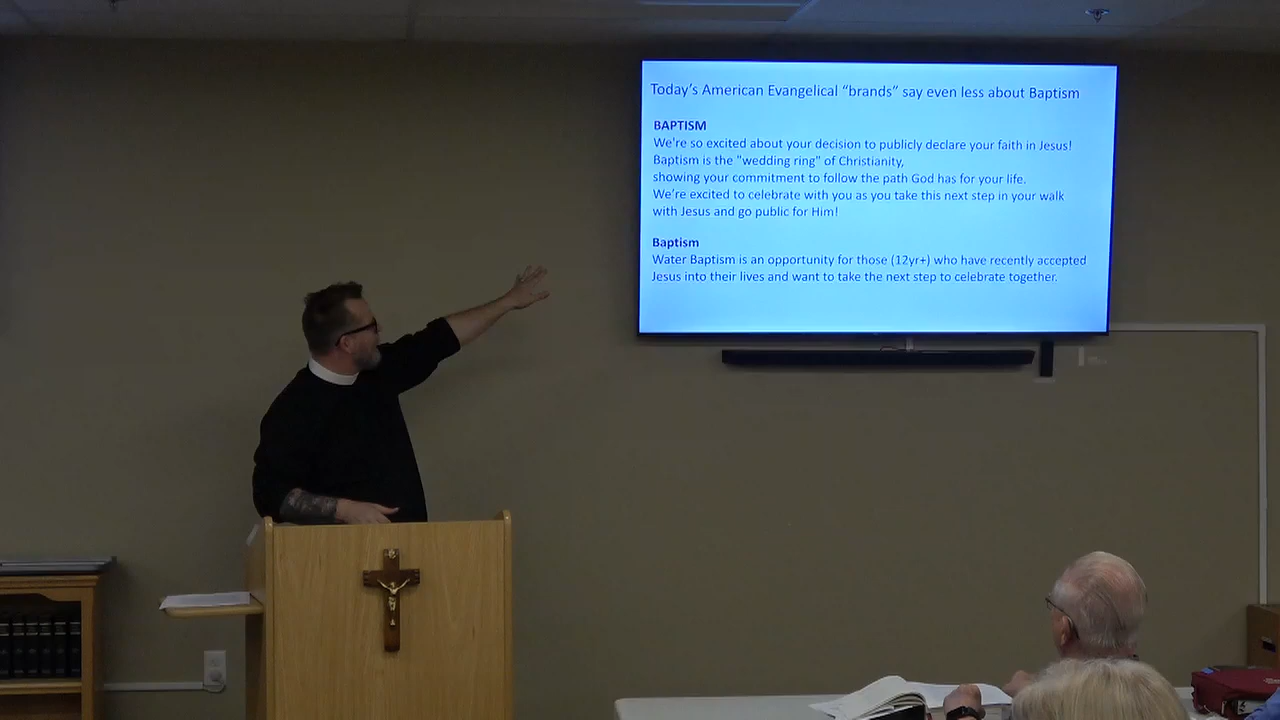 Today's American Evangelical “brands” say even less about Baptism
BAPTISM
We're so excited about your decision to publicly declare your faith in Jesus!
Baptism is the "wedding ring" of Christianity,
showing your commitment to follow the path God has for your life.
We're excited to celebrate with you as you take this next step in your walk
with Jesus and go public for Him!
Baptism
Water Baptism is an opportunity for those (12yr+) who have recently accepted
Jesus into their lives and want to take the next step to celebrate together.